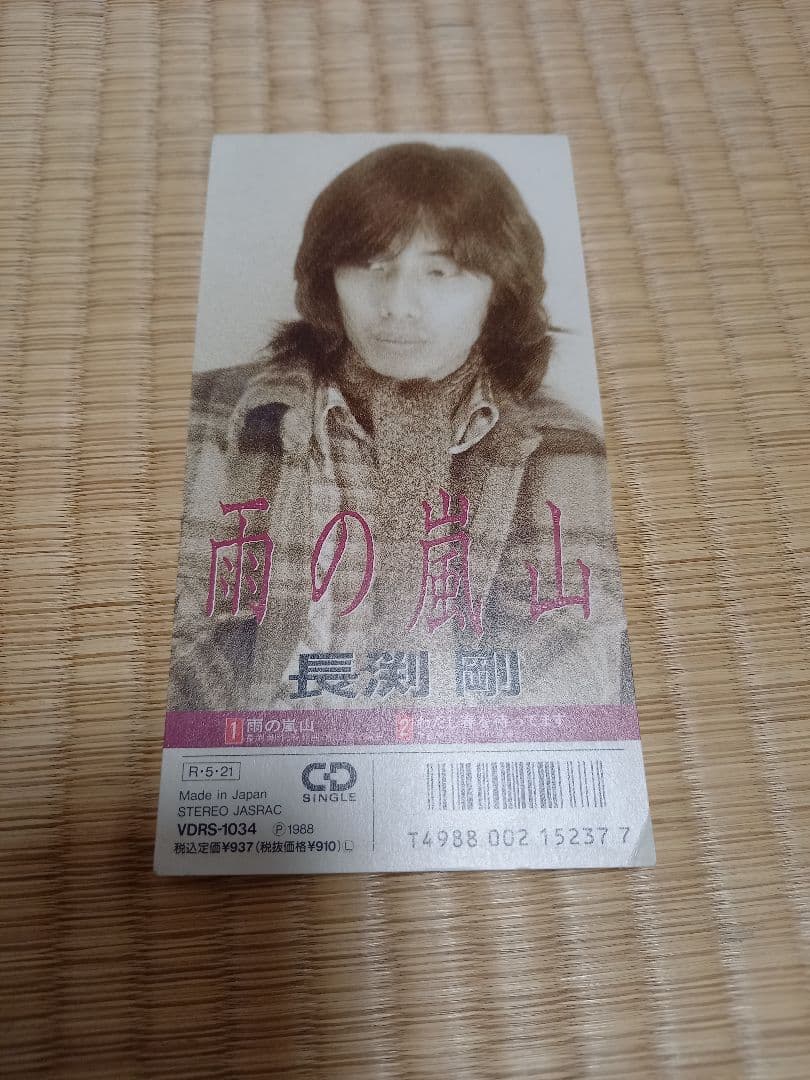 雨の嵐山
長渕 剛
1 雨の嵐山
2 わたし春を待ってます
R・5・21
Made in Japan
STEREO JASRAC
VDRS-1034 Ⓟ1988
税込定価¥937(税抜価格¥910)Ⓛ
CD
SINGLE
T4988 002 15237 7